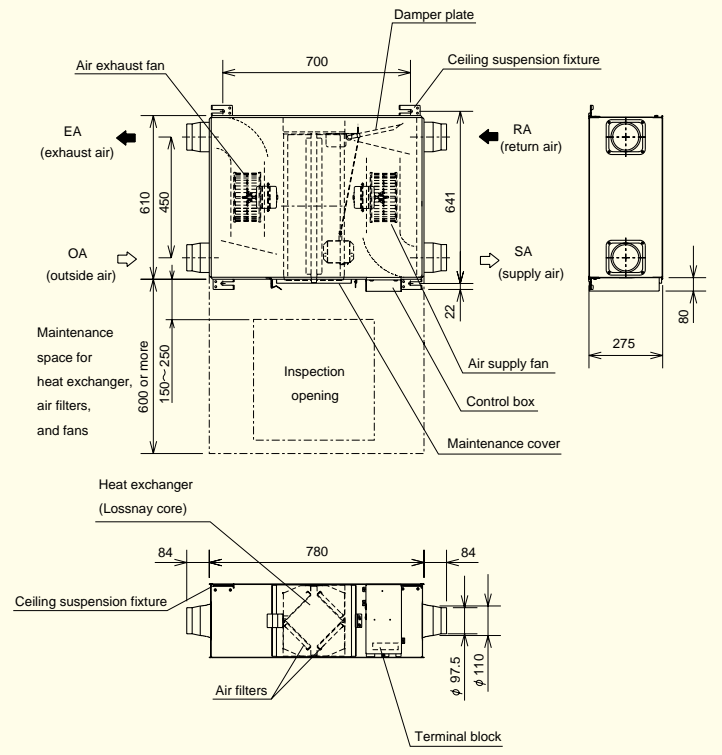 Damper plate
700
Ceiling suspension fixture
Air exhaust fan
EA
(exhaust air)
RA
(return air)
610
450
641
OA
(outside air)
SA
(supply air)
22
80
275
Maintenance
space for
heat exchanger,
air filters,
and fans
600 or more
150～250
Inspection
opening
Air supply fan
Control box
Maintenance cover
Heat exchanger
(Lossnay core)
84
780
84
Ceiling suspension fixture
Air filters
ϕ 97.5
ϕ 110
Terminal block